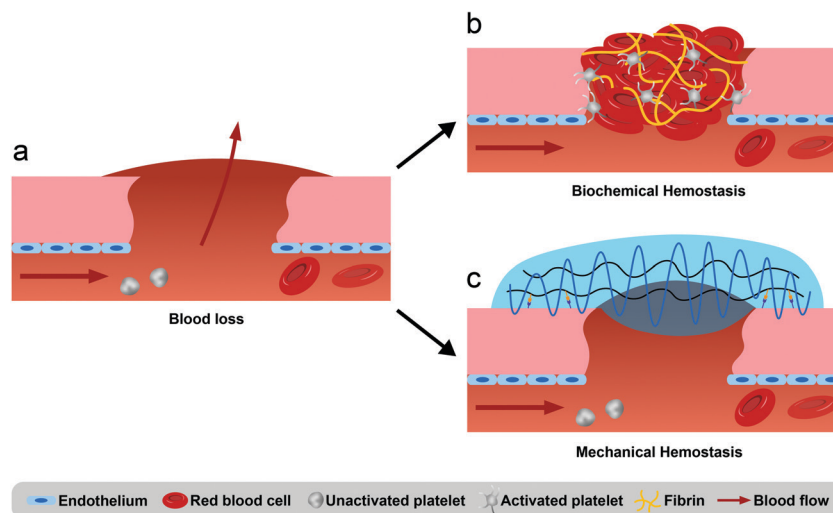 a
Blood loss
b
Biochemical Hemostasis
c
Mechanical Hemostasis
Endothelium
Red blood cell
Unactivated platelet
Activated platelet
Fibrin
Blood flow